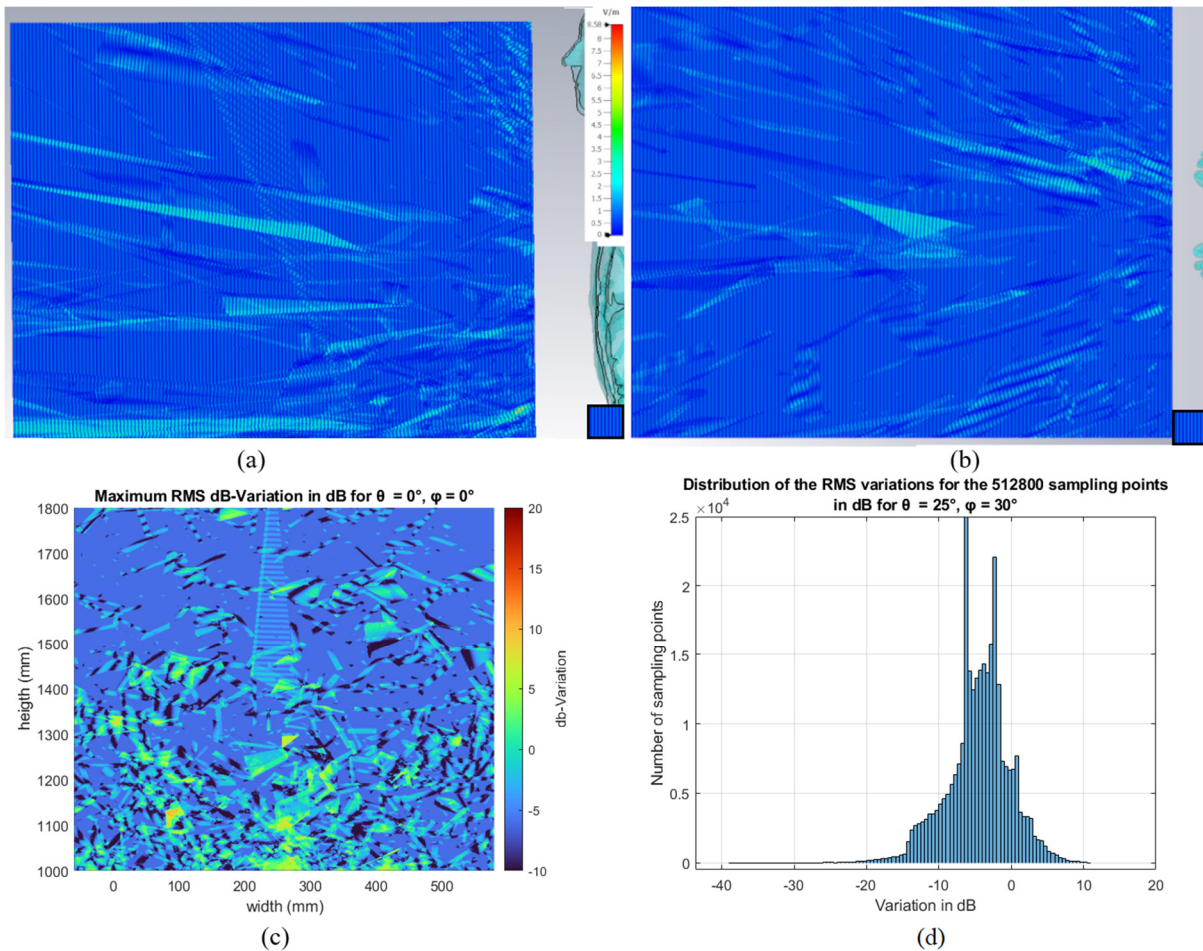 V/m
8.58
8
7.5
7
6.5
6
5.5
5
4.5
4
3.5
3
2.5
2
1.5
1
0.5
0
(a)
(b)
Maximum RMS dB-Variation in dB for θ = 0°, φ = 0°
1800
1700
1600
1500
1400
1300
1200
1100
1000
heigth (mm)
0 100 200 300 400 500
width (mm)
20
15
10
5
0
-5
-10
db-Variation
(c)
Distribution of the RMS variations for the 512800 sampling points
in dB for θ = 25°, φ = 30°
×10⁴
2.5
2
1.5
1
0.5
0
Number of sampling points
-40 -30 -20 -10 0 10 20
Variation in dB
(d)